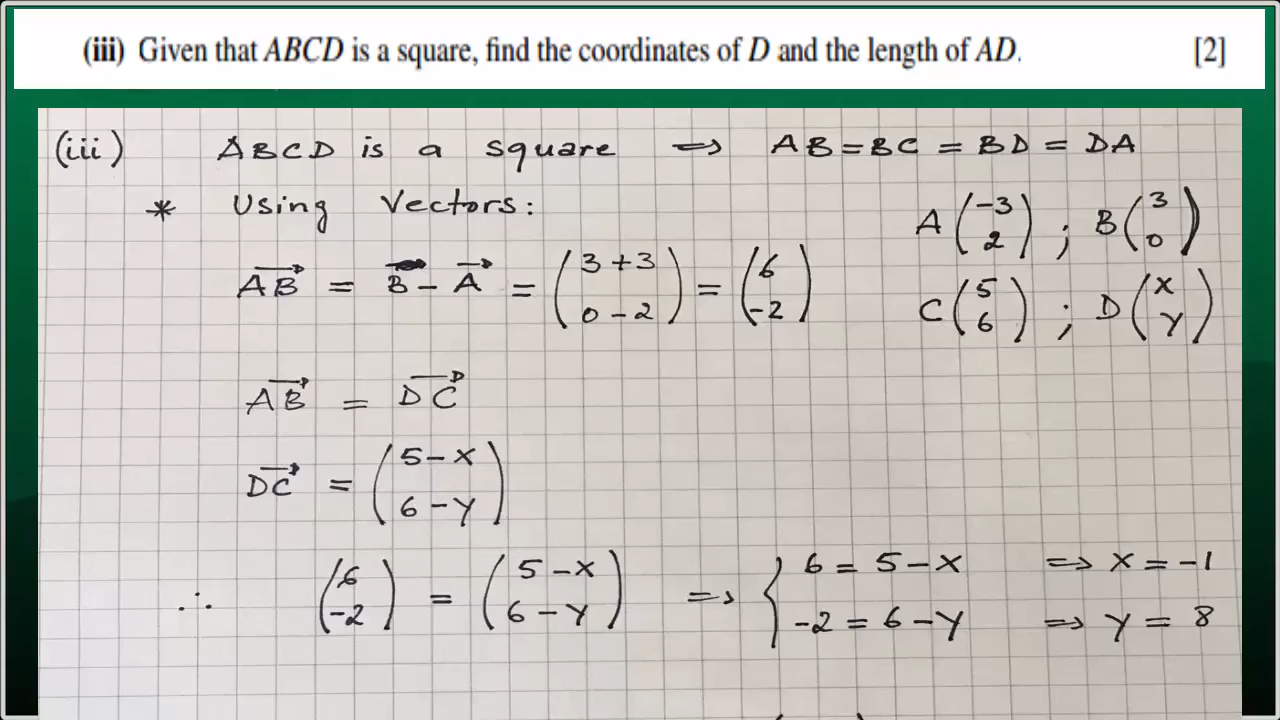 (iii) Given that ABCD is a square, find the coordinates of D and the length of AD. [2]
(iii) ABCD is a square ⟹ AB = BC = BD = DA
* Using Vectors:
A (-3 2) ; B (3 0)
AB = B - A = (3+3 0-2) = (6 -2)
C (5 6) ; D (x y)
AB = DC
DC = (5-x 6-y)
∴ (6 -2) = (5-x 6-y) ⟹ { 6 = 5-x ⟹ x = -1
-2 = 6-y ⟹ y = 8